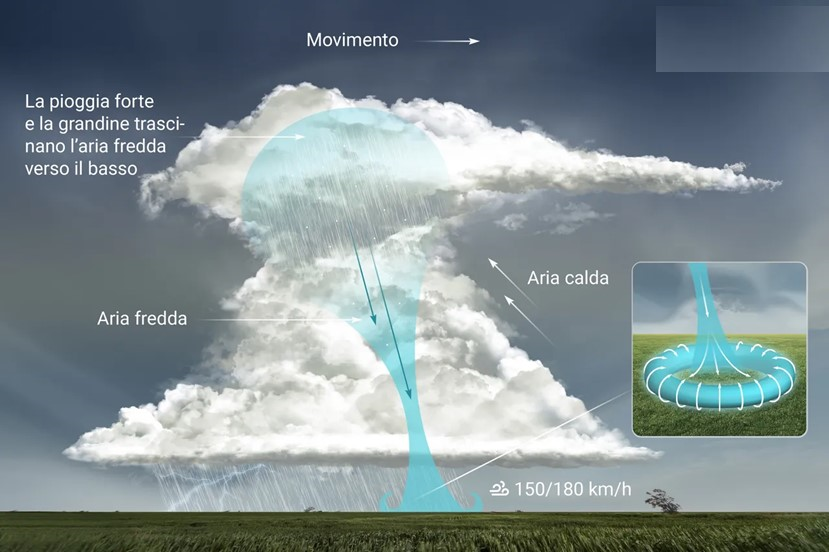 Movimento
La pioggia forte
e la grandine trasci-
nano l'aria fredda
verso il basso
Aria calda
Aria fredda
150/180 km/h